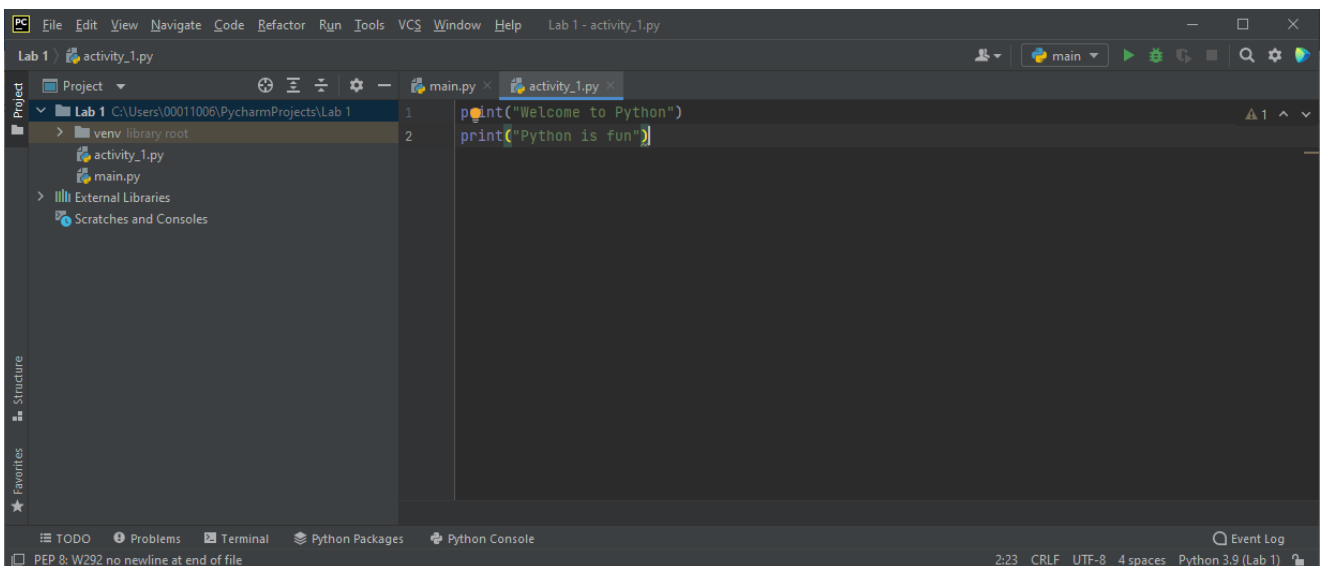 PC File Edit View Navigate Code Refactor Run Tools VCS Window Help Lab 1 - activity_1.py
Lab 1 activity_1.py main
Project
Project
main.py activity_1.py
Lab 1 C:\Users\00011006\PycharmProjects\Lab 1
venv library root
activity_1.py
main.py
External Libraries
Scratches and Consoles
1 print("Welcome to Python") 1
2 print("Python is fun")
Structure
Favorites
TODO Problems Terminal Python Packages Python Console Event Log
PEP 8: W292 no newline at end of file 2:23 CRLF UTF-8 4 spaces Python 3.9 (Lab 1)